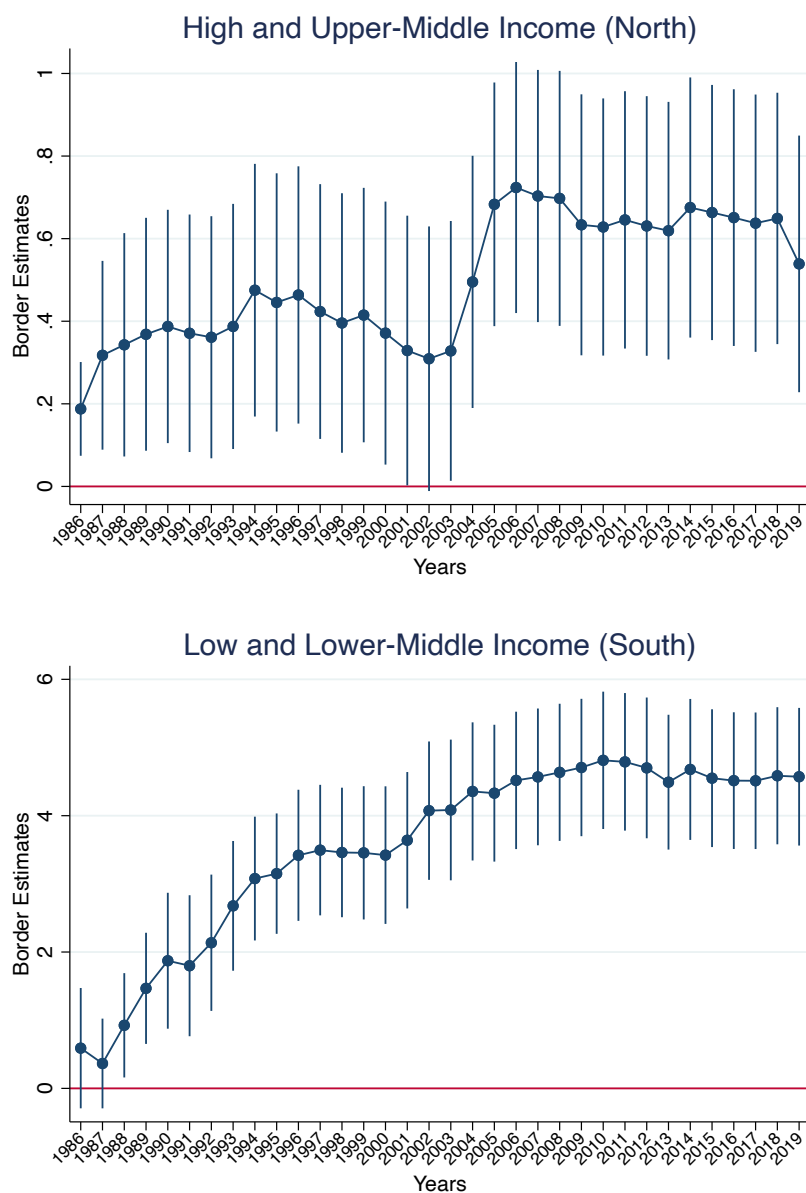 High and Upper-Middle Income (North)
1
.8
.6
.4
.2
0
Border Estimates
1986 1987 1988 1989 1990 1991 1992 1993 1994 1995 1996 1997 1998 1999 2000 2001 2002 2003 2004 2005 2006 2007 2008 2009 2010 2011 2012 2013 2014 2015 2016 2017 2018 2019
Years
Low and Lower-Middle Income (South)
6
4
2
0
Border Estimates
1986 1987 1988 1989 1990 1991 1992 1993 1994 1995 1996 1997 1998 1999 2000 2001 2002 2003 2004 2005 2006 2007 2008 2009 2010 2011 2012 2013 2014 2015 2016 2017 2018 2019
Years